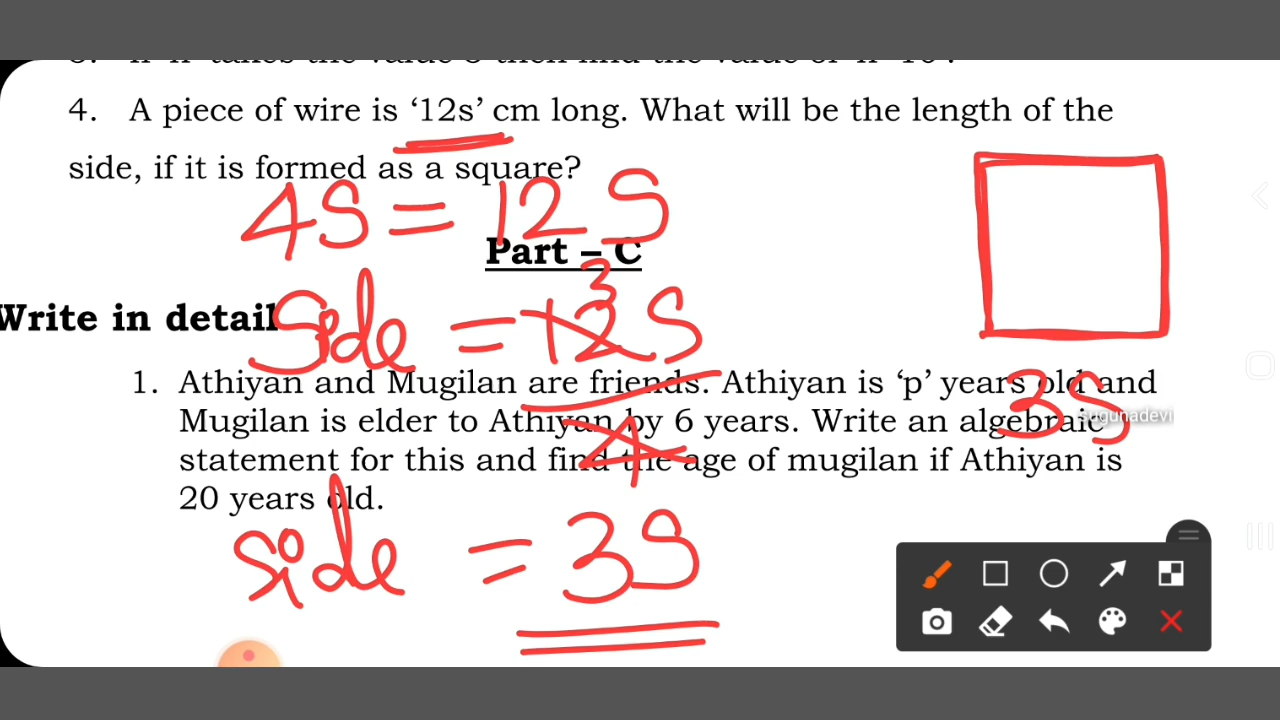 4. A piece of wire is ‘12s’ cm long. What will be the length of the
side, if it is formed as a square?
4S = 12S
Part – C
Write in detail
side = 12S
3
4
1. Athiyan and Mugilan are friends. Athiyan is ‘p’ years old and
Mugilan is elder to Athiyan by 6 years. Write an algebraic
statement for this and find the age of mugilan if Athiyan is
20 years old.
3S
ugunadevi
side = 3S